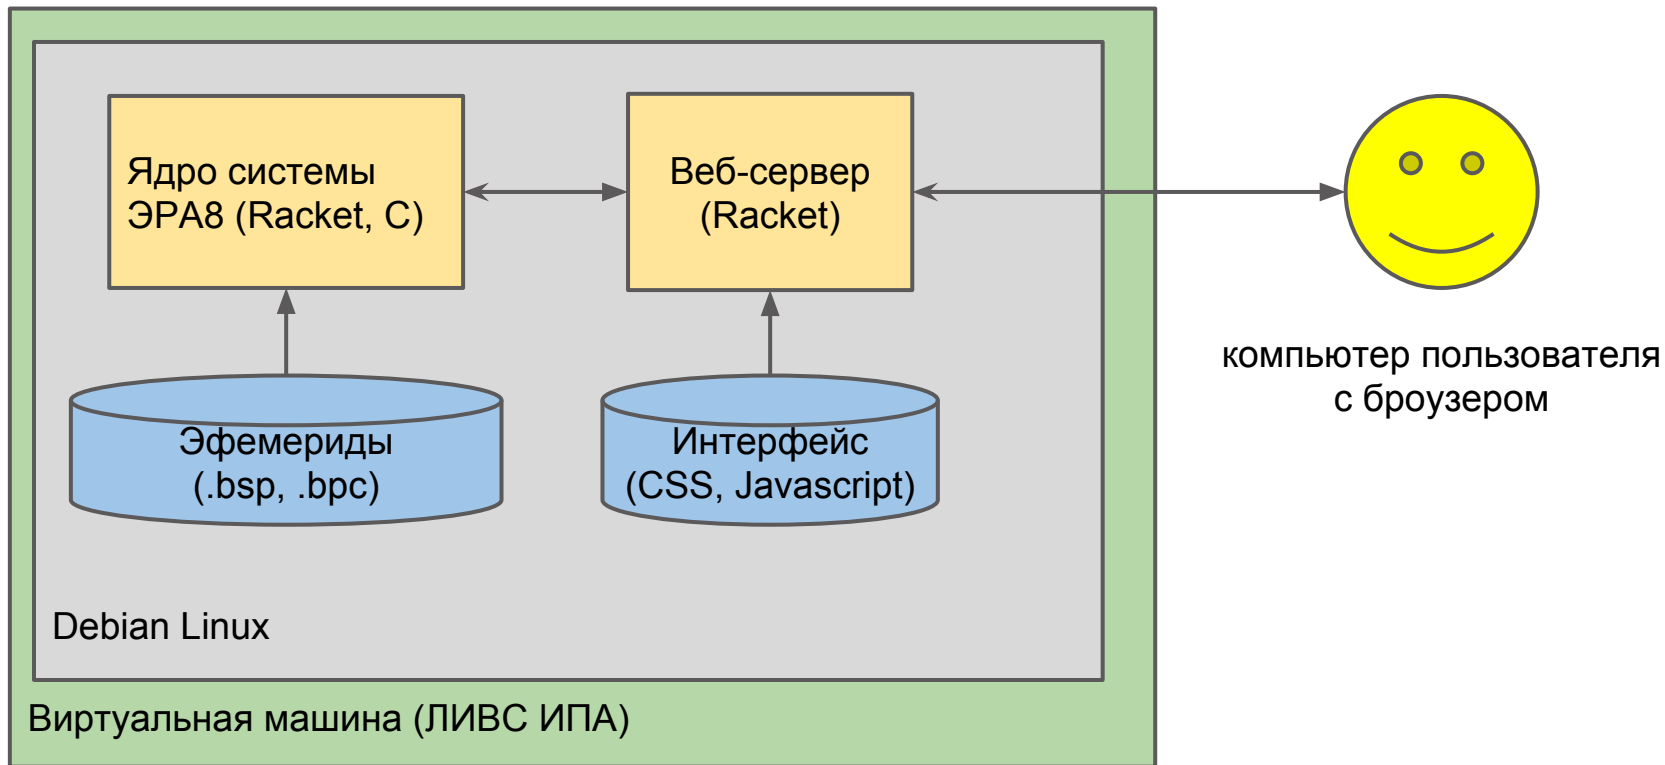 Ядро системы
ЭРА8 (Racket, C)
Веб-сервер
(Racket)
компьютер пользователя
с броузером
Эфемериды
(.bsp, .bpc)
Интерфейс
(CSS, Javascript)
Debian Linux
Виртуальная машина (ЛИВС ИПА)